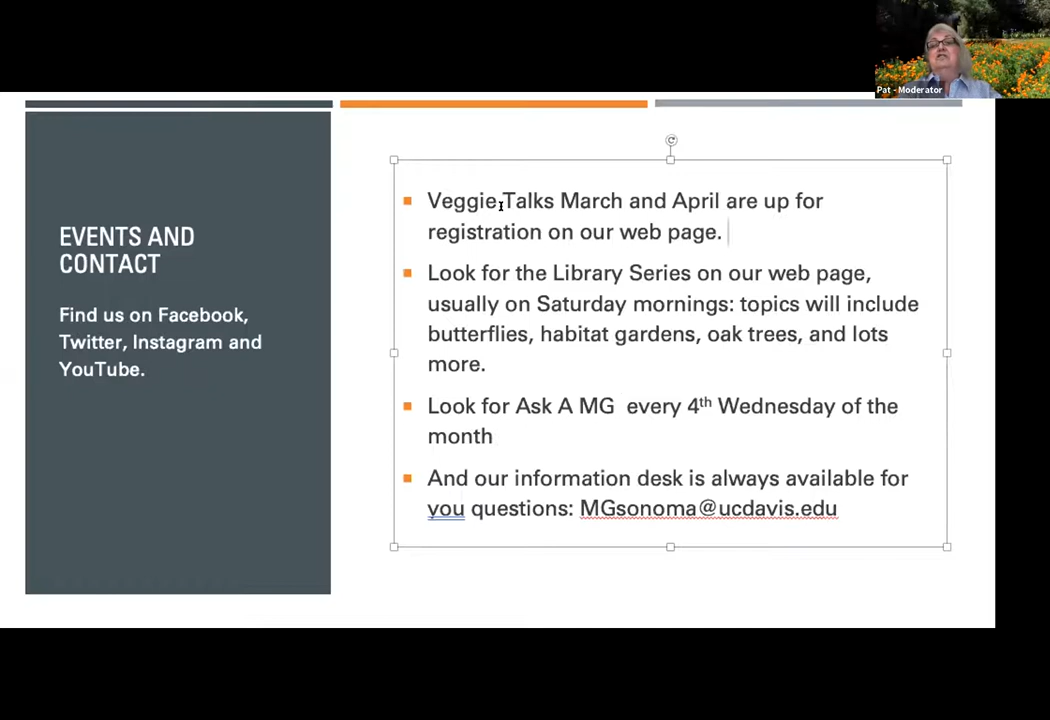 Pat - Moderator
EVENTS AND
CONTACT
Find us on Facebook,
Twitter, Instagram and
YouTube.
Veggie Talks March and April are up for
registration on our web page.
Look for the Library Series on our web page,
usually on Saturday mornings: topics will include
butterflies, habitat gardens, oak trees, and lots
more.
Look for Ask A MG every 4th Wednesday of the
month
And our information desk is always available for
you questions: MGsonoma@ucdavis.edu